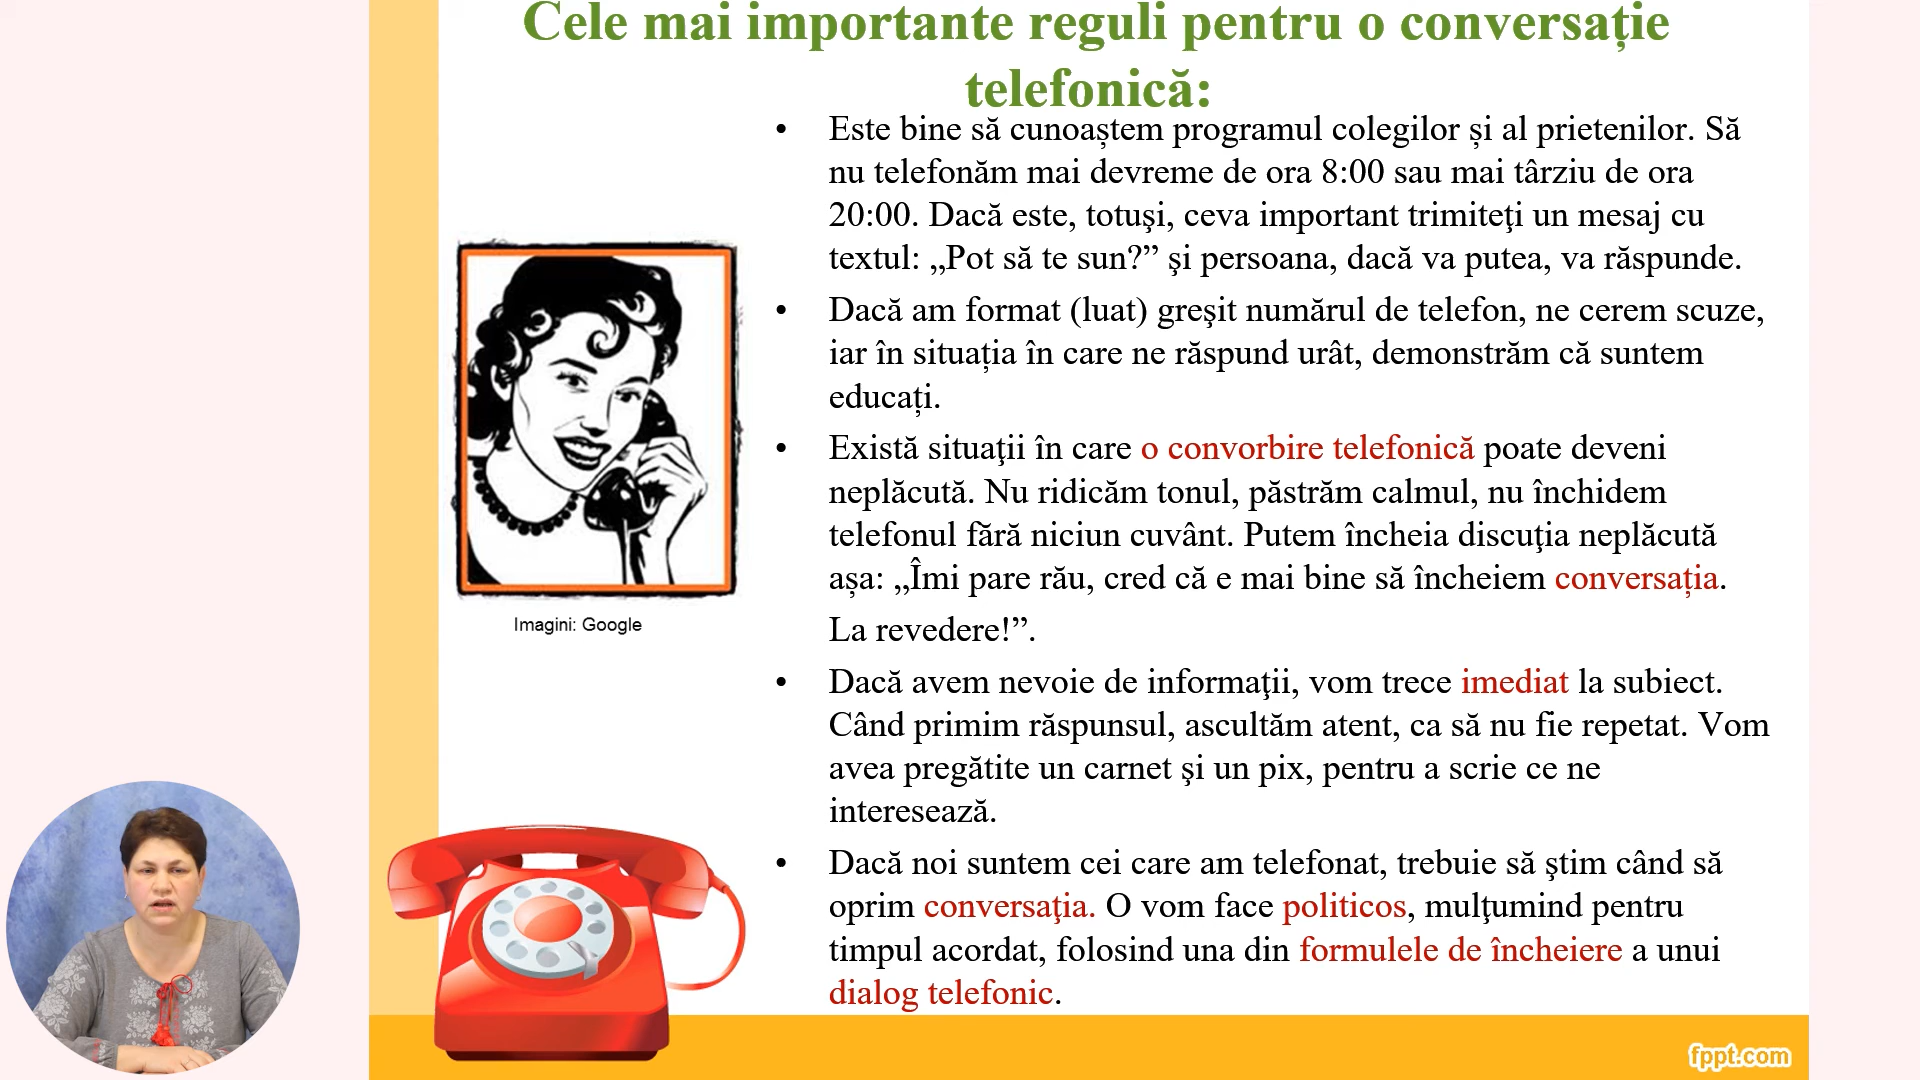 Cele mai importante reguli pentru o conversație
telefonică:
• Este bine să cunoaștem programul colegilor și al prietenilor. Să
nu telefonăm mai devreme de ora 8:00 sau mai târziu de ora
20:00. Dacă este, totuşi, ceva important trimiteţi un mesaj cu
textul: „Pot să te sun?” şi persoana, dacă va putea, va răspunde.
• Dacă am format (luat) greşit numărul de telefon, ne cerem scuze,
iar în situația în care ne răspund urât, demonstrăm că suntem
educați.
• Există situaţii în care o convorbire telefonică poate deveni
neplăcută. Nu ridicăm tonul, păstrăm calmul, nu închidem
telefonul fără niciun cuvânt. Putem încheia discuţia neplăcută
așa: „Îmi pare rău, cred că e mai bine să încheiem conversația.
La revedere!”.
• Dacă avem nevoie de informaţii, vom trece imediat la subiect.
Când primim răspunsul, ascultăm atent, ca să nu fie repetat. Vom
avea pregătite un carnet şi un pix, pentru a scrie ce ne
interesează.
• Dacă noi suntem cei care am telefonat, trebuie să ştim când să
oprim conversaţia. O vom face politicos, mulţumind pentru
timpul acordat, folosind una din formulele de încheiere a unui
dialog telefonic.
Imagini: Google
fppt.com